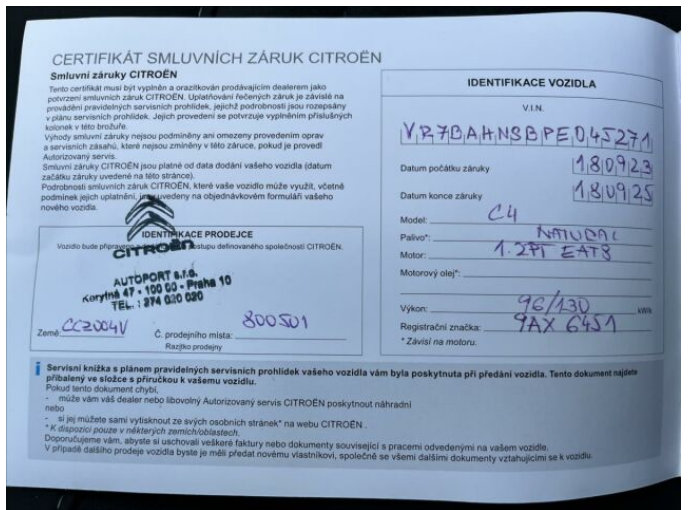 CERTIFIKÁT SMLUVNÍCH ZÁRUK CITROËN
Smluvní záruky CITROËN
Tento certifikát musí být vyplněn a orazítkován prodávajícím dealerem jako
potvrzení smluvních záruk CITROËN. Uplatňování řečených záruk je závislé na
provádění pravidelných servisních prohlídek, jejichž podrobnosti jsou rozepsány
v plánu servisních prohlídek. Jejich provedení se potvrzuje vyplněním příslušných
kolonek v této brožuře.
Výhody smluvní záruky nejsou podmíněny ani omezeny provedením oprav
a servisních zásahů, které nejsou zmíněny v této záruce, pokud je provedl
Autorizovaný servis.
Smluvní záruky CITROËN jsou platné od data dodání vašeho vozidla (datum
začátku záruky uvedené na této stránce).
Podrobnosti smluvních záruk CITROËN, které vaše vozidlo může využít, včetně
podmínek jejich uplatnění, jsou uvedeny na objednávkovém formuláři vašeho
nového vozidla.
IDENTIFIKACE PRODEJCE
Vozidlo bude připraveno postupu definovaného společností CITROËN.
CITROËN
AUTOPORT s.r.o.
Korytná 47 - 100 00 - Praha 10
TEL.: 274 020 020
Země: CCZ004V Č. prodejního místa: 800501
Razítko prodejny
IDENTIFIKACE VOZIDLA
V.I.N.
VR7BAHNSBPE045271
Datum počátku záruky 180923
Datum konce záruky 180925
Model: C4
Palivo*: NATURAL
Motor: 1.2PT EAT8
Motorový olej*:
Výkon: 96/130 kW/k
Registrační značka: 9AX 6451
* Závisí na motoru.
i Servisní knížka s plánem pravidelných servisních prohlídek vašeho vozidla vám byla poskytnuta při předání vozidla. Tento dokument najdete
přibalený ve složce s příručkou k vašemu vozidlu.
Pokud tento dokument chybí,
- může vám váš dealer nebo libovolný Autorizovaný servis CITROËN poskytnout náhradní
nebo
- si jej můžete sami vytisknout ze svých osobních stránek* na webu CITROËN .
* K dispozici pouze v některých zemích/oblastech.
Doporučujeme vám, abyste si uschovali veškeré faktury nebo dokumenty související s pracemi odvedenými na vašem vozidle.
V případě dalšího prodeje vozidla byste je měli předat novému vlastníkovi, společně se všemi dalšími dokumenty vztahujícími se k vozidlu.